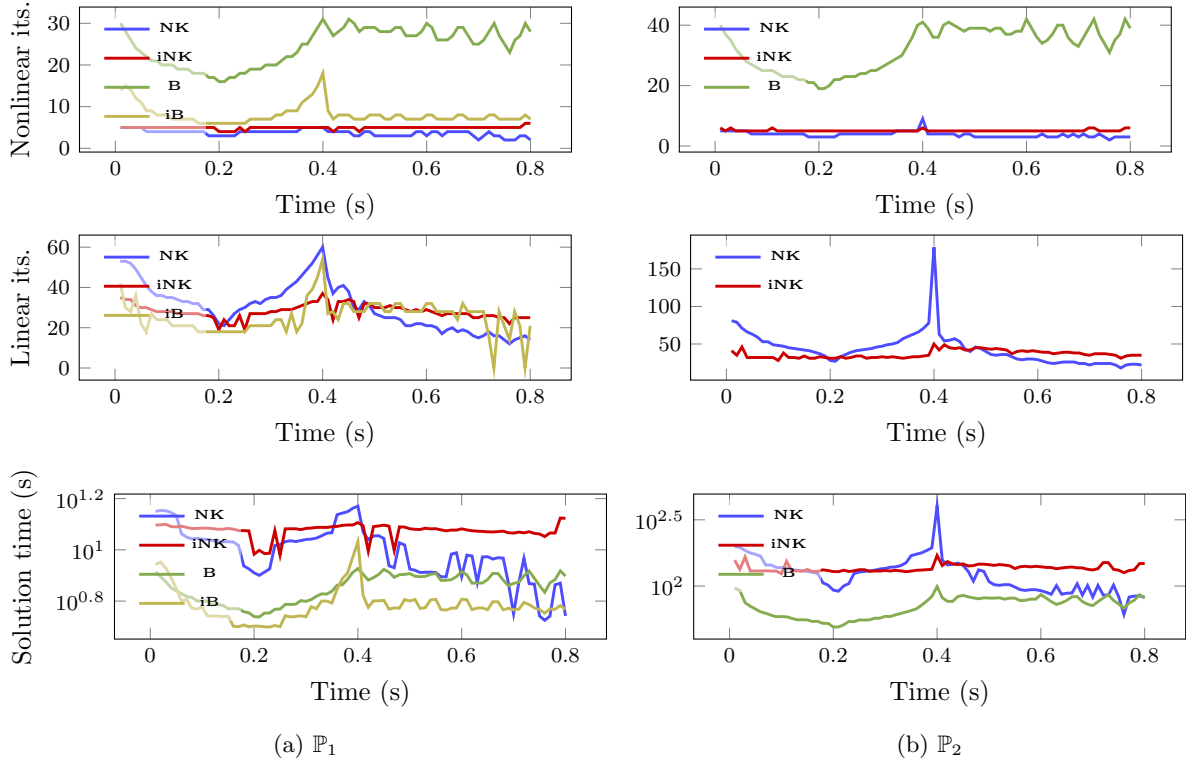 Nonlinear its.
30
20
10
0
NK
iNK
B
iB
0
0.2
0.4
0.6
0.8
Time (s)
40
20
0
NK
iNK
B
0
0.2
0.4
0.6
0.8
Time (s)
Linear its.
60
40
20
0
NK
iNK
iB
0
0.2
0.4
0.6
0.8
Time (s)
150
100
50
NK
iNK
0
0.2
0.4
0.6
0.8
Time (s)
Solution time (s)
10^1.2
10^1
10^0.8
NK
iNK
B
iB
0
0.2
0.4
0.6
0.8
Time (s)
10^2.5
10^2
NK
iNK
B
0
0.2
0.4
0.6
0.8
Time (s)
(a) ℙ₁
(b) ℙ₂